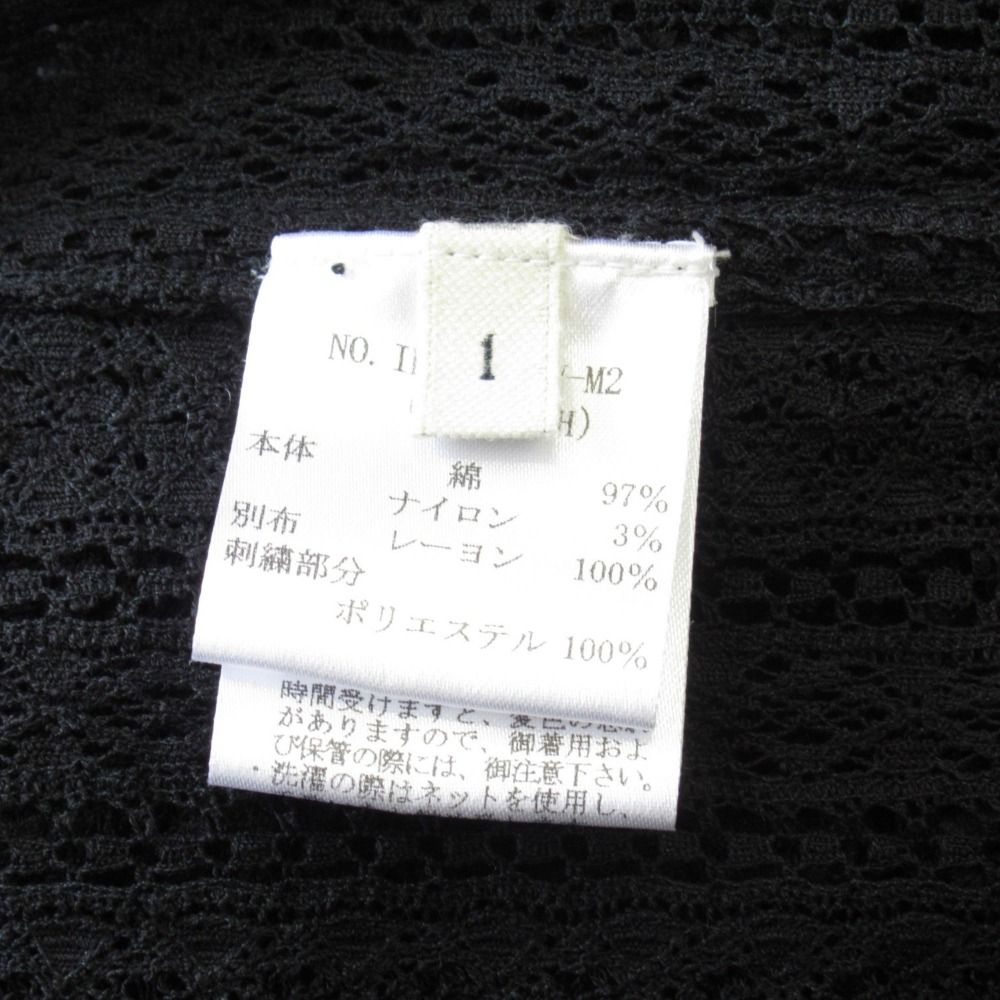 1
NO. I -M2
H)
本体
綿 97%
ナイロン 3%
別布
レーヨン 100%
刺繍部分
ポリエステル 100%
時間受けますと、変色の
がありますので、御着用およ
び保管の際には、御注意下さい。
・洗濯の際はネットを使用し、